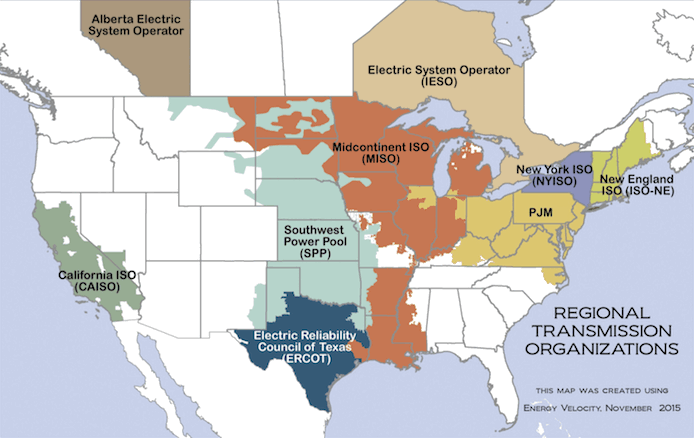 Alberta Electric
System Operator
Electric System Operator
(IESO)
Midcontinent ISO
(MISO)
New York ISO
(NYISO)
New England
ISO (ISO-NE)
PJM
Southwest
Power Pool
(SPP)
California ISO
(CAISO)
Electric Reliability
Council of Texas
(ERCOT)
REGIONAL
TRANSMISSION
ORGANIZATIONS
THIS MAP WAS CREATED USING
ENERGY VELOCITY, NOVEMBER 2015